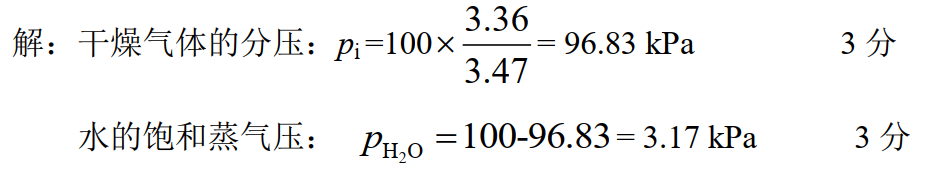 解：干燥气体的分压：pᵢ=100×3.36/3.47= 96.83 kPa 3 分
水的饱和蒸气压： p_H₂O =100-96.83= 3.17 kPa 3 分